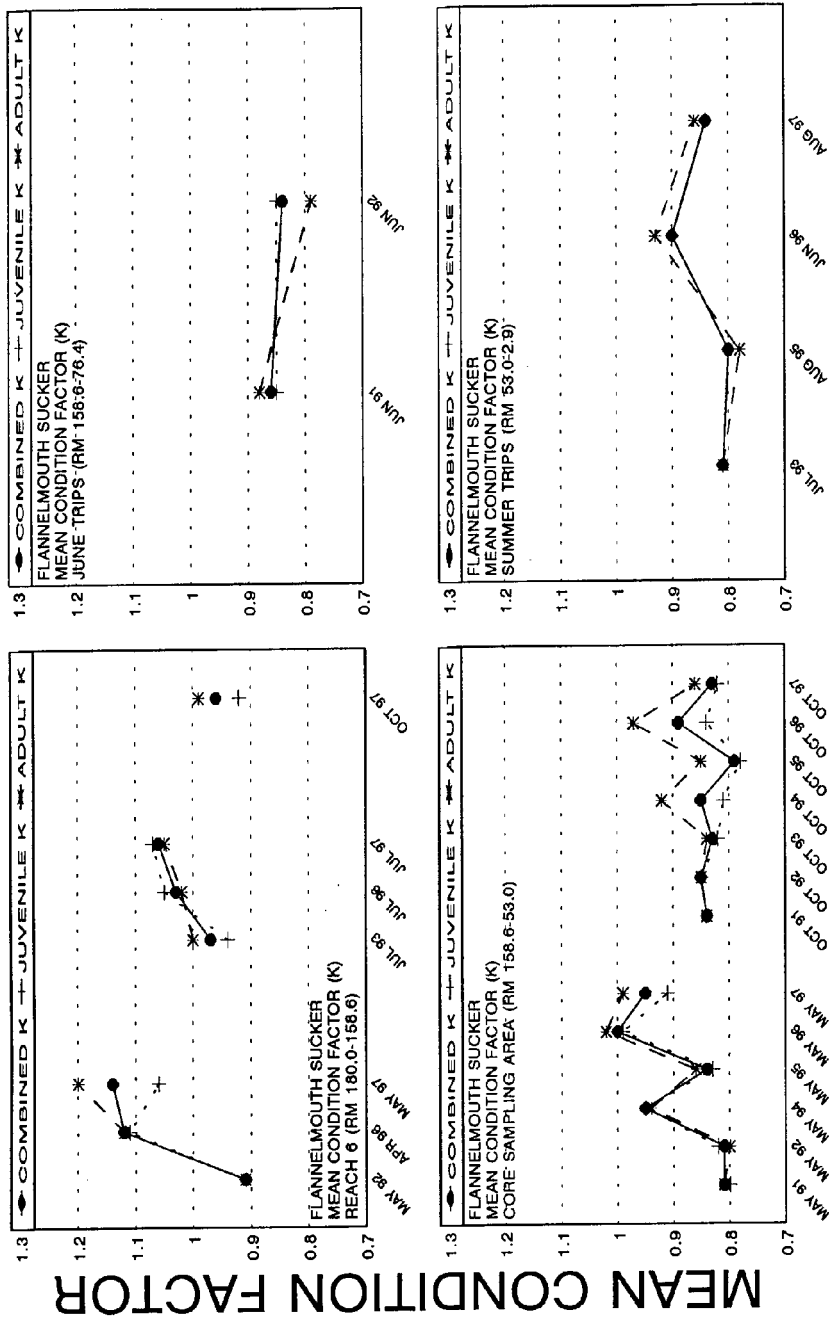 MEAN CONDITION FACTOR
COMBINED K JUVENILE K ADULT K
1.3
1.2
1.1
1
0.9
0.8
0.7
FLANNELMOUTH SUCKER
MEAN CONDITION FACTOR (K)
REACH 6 (RM 180.0-158.6)
MAY 92
APR 96
MAY 97
JUL 93
JUL 96
JUL 97
OCT 97
COMBINED K JUVENILE K ADULT K
1.3
1.2
1.1
1
0.9
0.8
0.7
FLANNELMOUTH SUCKER
MEAN CONDITION FACTOR (K)
JUNE TRIPS (RM 158.6-76.4)
JUN 91
JUN 92
COMBINED K JUVENILE K ADULT K
1.3
1.2
1.1
1
0.9
0.8
0.7
FLANNELMOUTH SUCKER
MEAN CONDITION FACTOR (K)
CORE SAMPLING AREA (RM 158.6-53.0)
MAY 91
MAY 92
MAY 94
MAY 95
MAY 96
MAY 97
OCT 91
OCT 92
OCT 93
OCT 94
OCT 95
OCT 96
OCT 97
COMBINED K JUVENILE K ADULT K
1.3
1.2
1.1
1
0.9
0.8
0.7
FLANNELMOUTH SUCKER
MEAN CONDITION FACTOR (K)
SUMMER TRIPS (RM 53.0-2.9)
JUL 93
AUG 95
JUN 96
AUG 97